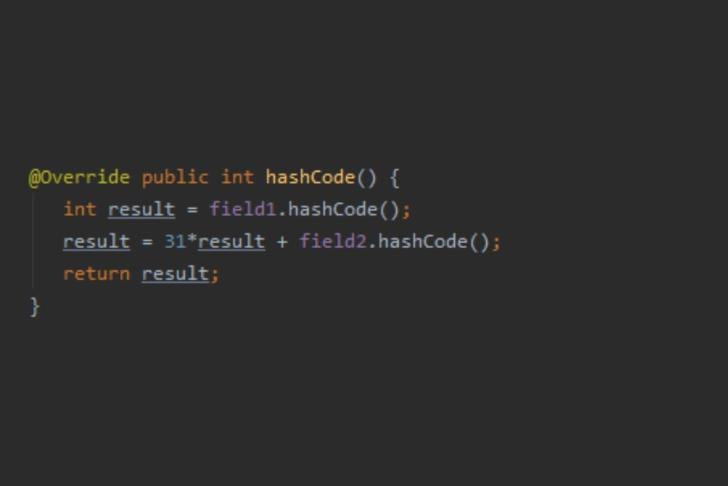 @Override public int hashCode() {
int result = field1.hashCode();
result = 31*result + field2.hashCode();
return result;
}